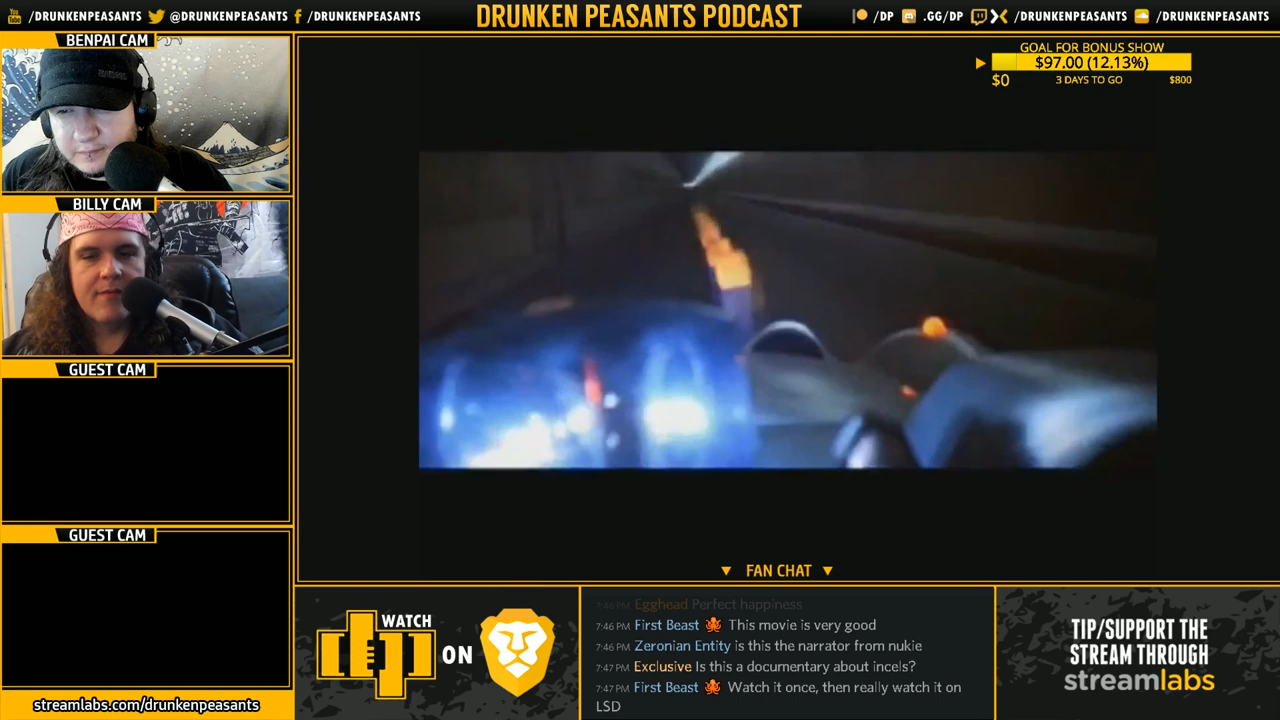 /DRUNKENPEASANTS @DRUNKENPEASANTS /DRUNKENPEASANTS
DRUNKEN PEASANTS PODCAST
/DP .GG/DP /DRUNKENPEASANTS /DRUNKENPEASANTS
BENPAI CAM
GOAL FOR BONUS SHOW
$97.00 (12.13%)
$0 3 DAYS TO GO $800
BILLY CAM
GUEST CAM
GUEST CAM
FAN CHAT
7:46 PM Egghead Perfect happiness
7:46 PM First Beast This movie is very good
7:46 PM Zeronian Entity is this the narrator from nukie
7:47 PM Exclusive Is this a documentary about incels?
7:47 PM First Beast Watch it once, then really watch it on
LSD
WATCH
ON
TIP/SUPPORT THE
STREAM THROUGH
streamlabs
streamlabs.com/drunkenpeasants